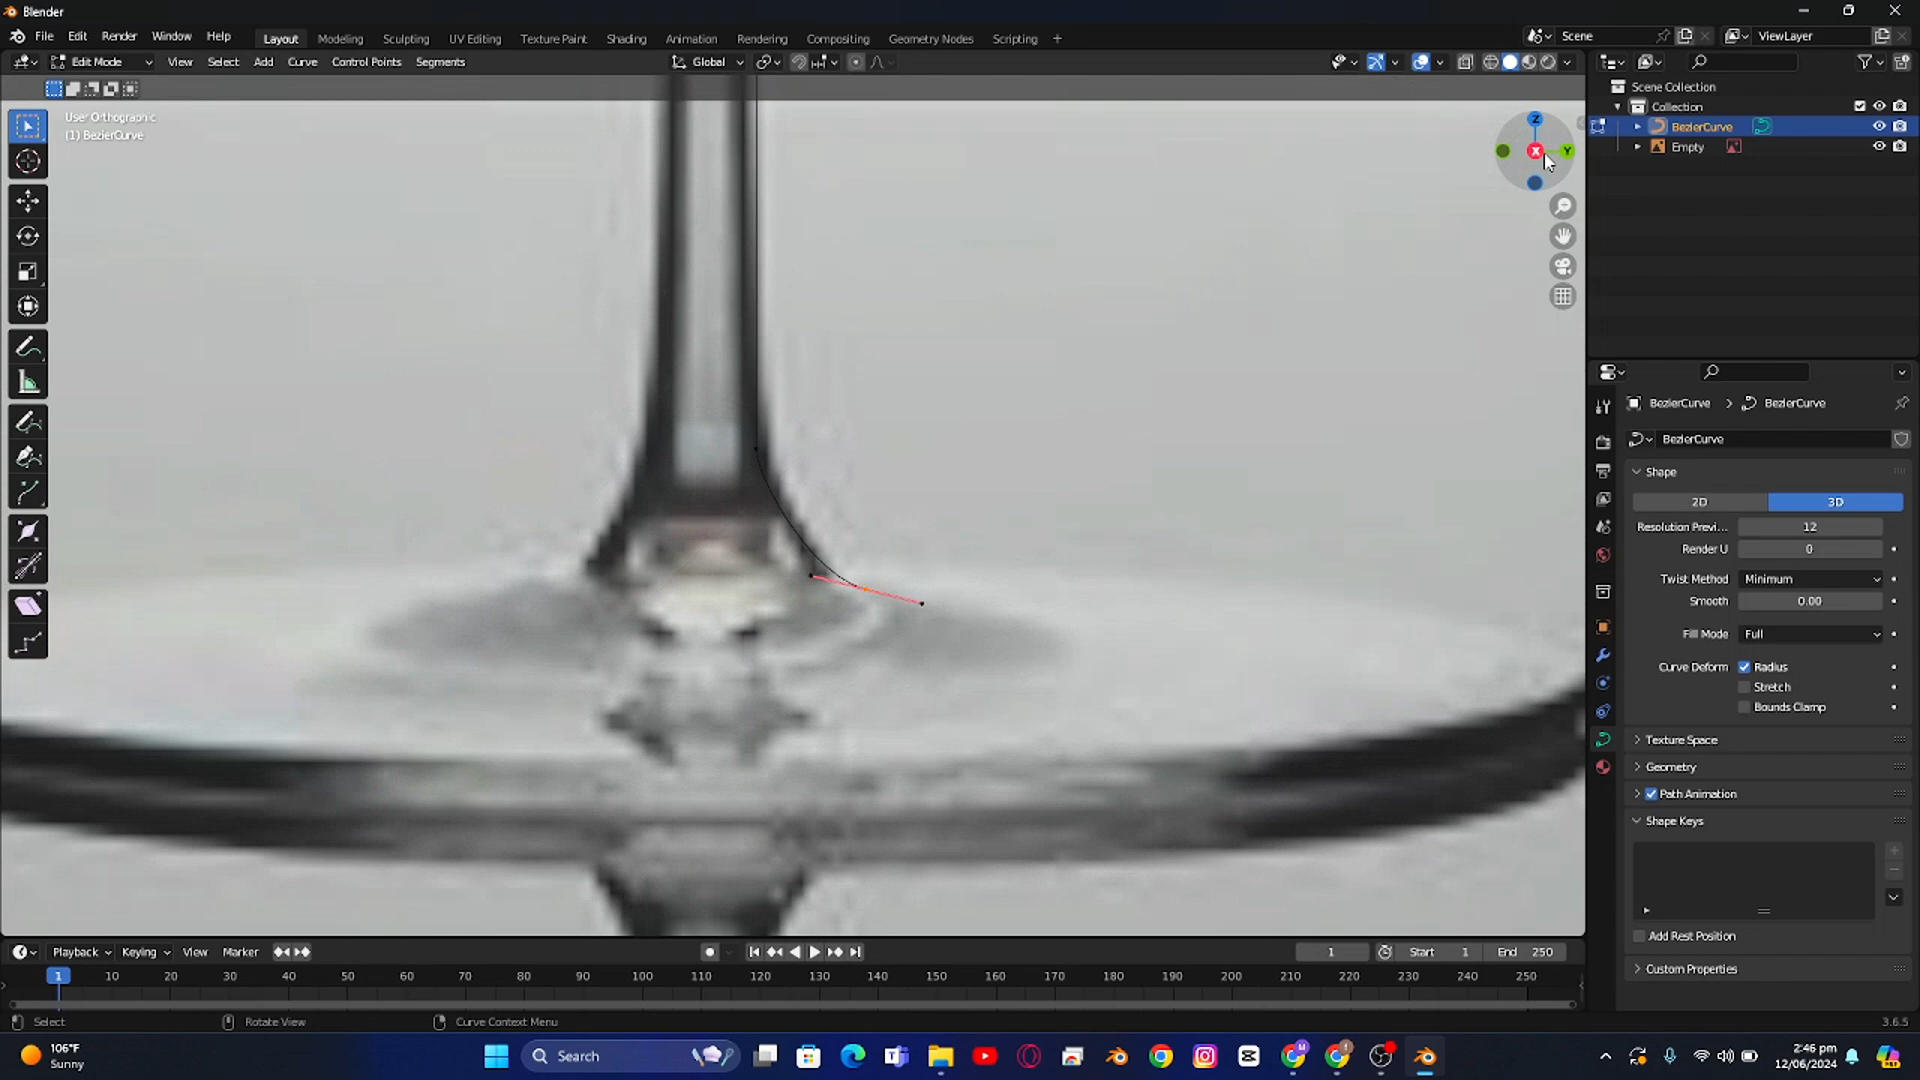 Blender
File Edit Render Window Help Layout Modeling Sculpting UV Editing Texture Paint Shading Animation Rendering Compositing Geometry Nodes Scripting + Scene ViewLayer
Edit Mode View Select Add Curve Control Points Segments Global
User Orthographic
(1) BezierCurve
Z
X
Y
Scene Collection
Collection
BezierCurve
Empty
BezierCurve > BezierCurve
BezierCurve
Shape
2D 3D
Resolution Previ... 12
Render U 0
Twist Method Minimum
Smooth 0.00
Fill Mode Full
Curve Deform Radius
Stretch
Bounds Clamp
Texture Space
Geometry
Path Animation
Shape Keys
Add Rest Position
Custom Properties
Playback Keying View Marker 1 Start 1 End 250
1 10 20 30 40 50 60 70 80 90 100 110 120 130 140 150 160 170 180 190 200 210 220 230 240 250
Select Rotate View Curve Context Menu 3.6.5
106°F
Sunny
Search
2:46 pm
12/06/2024